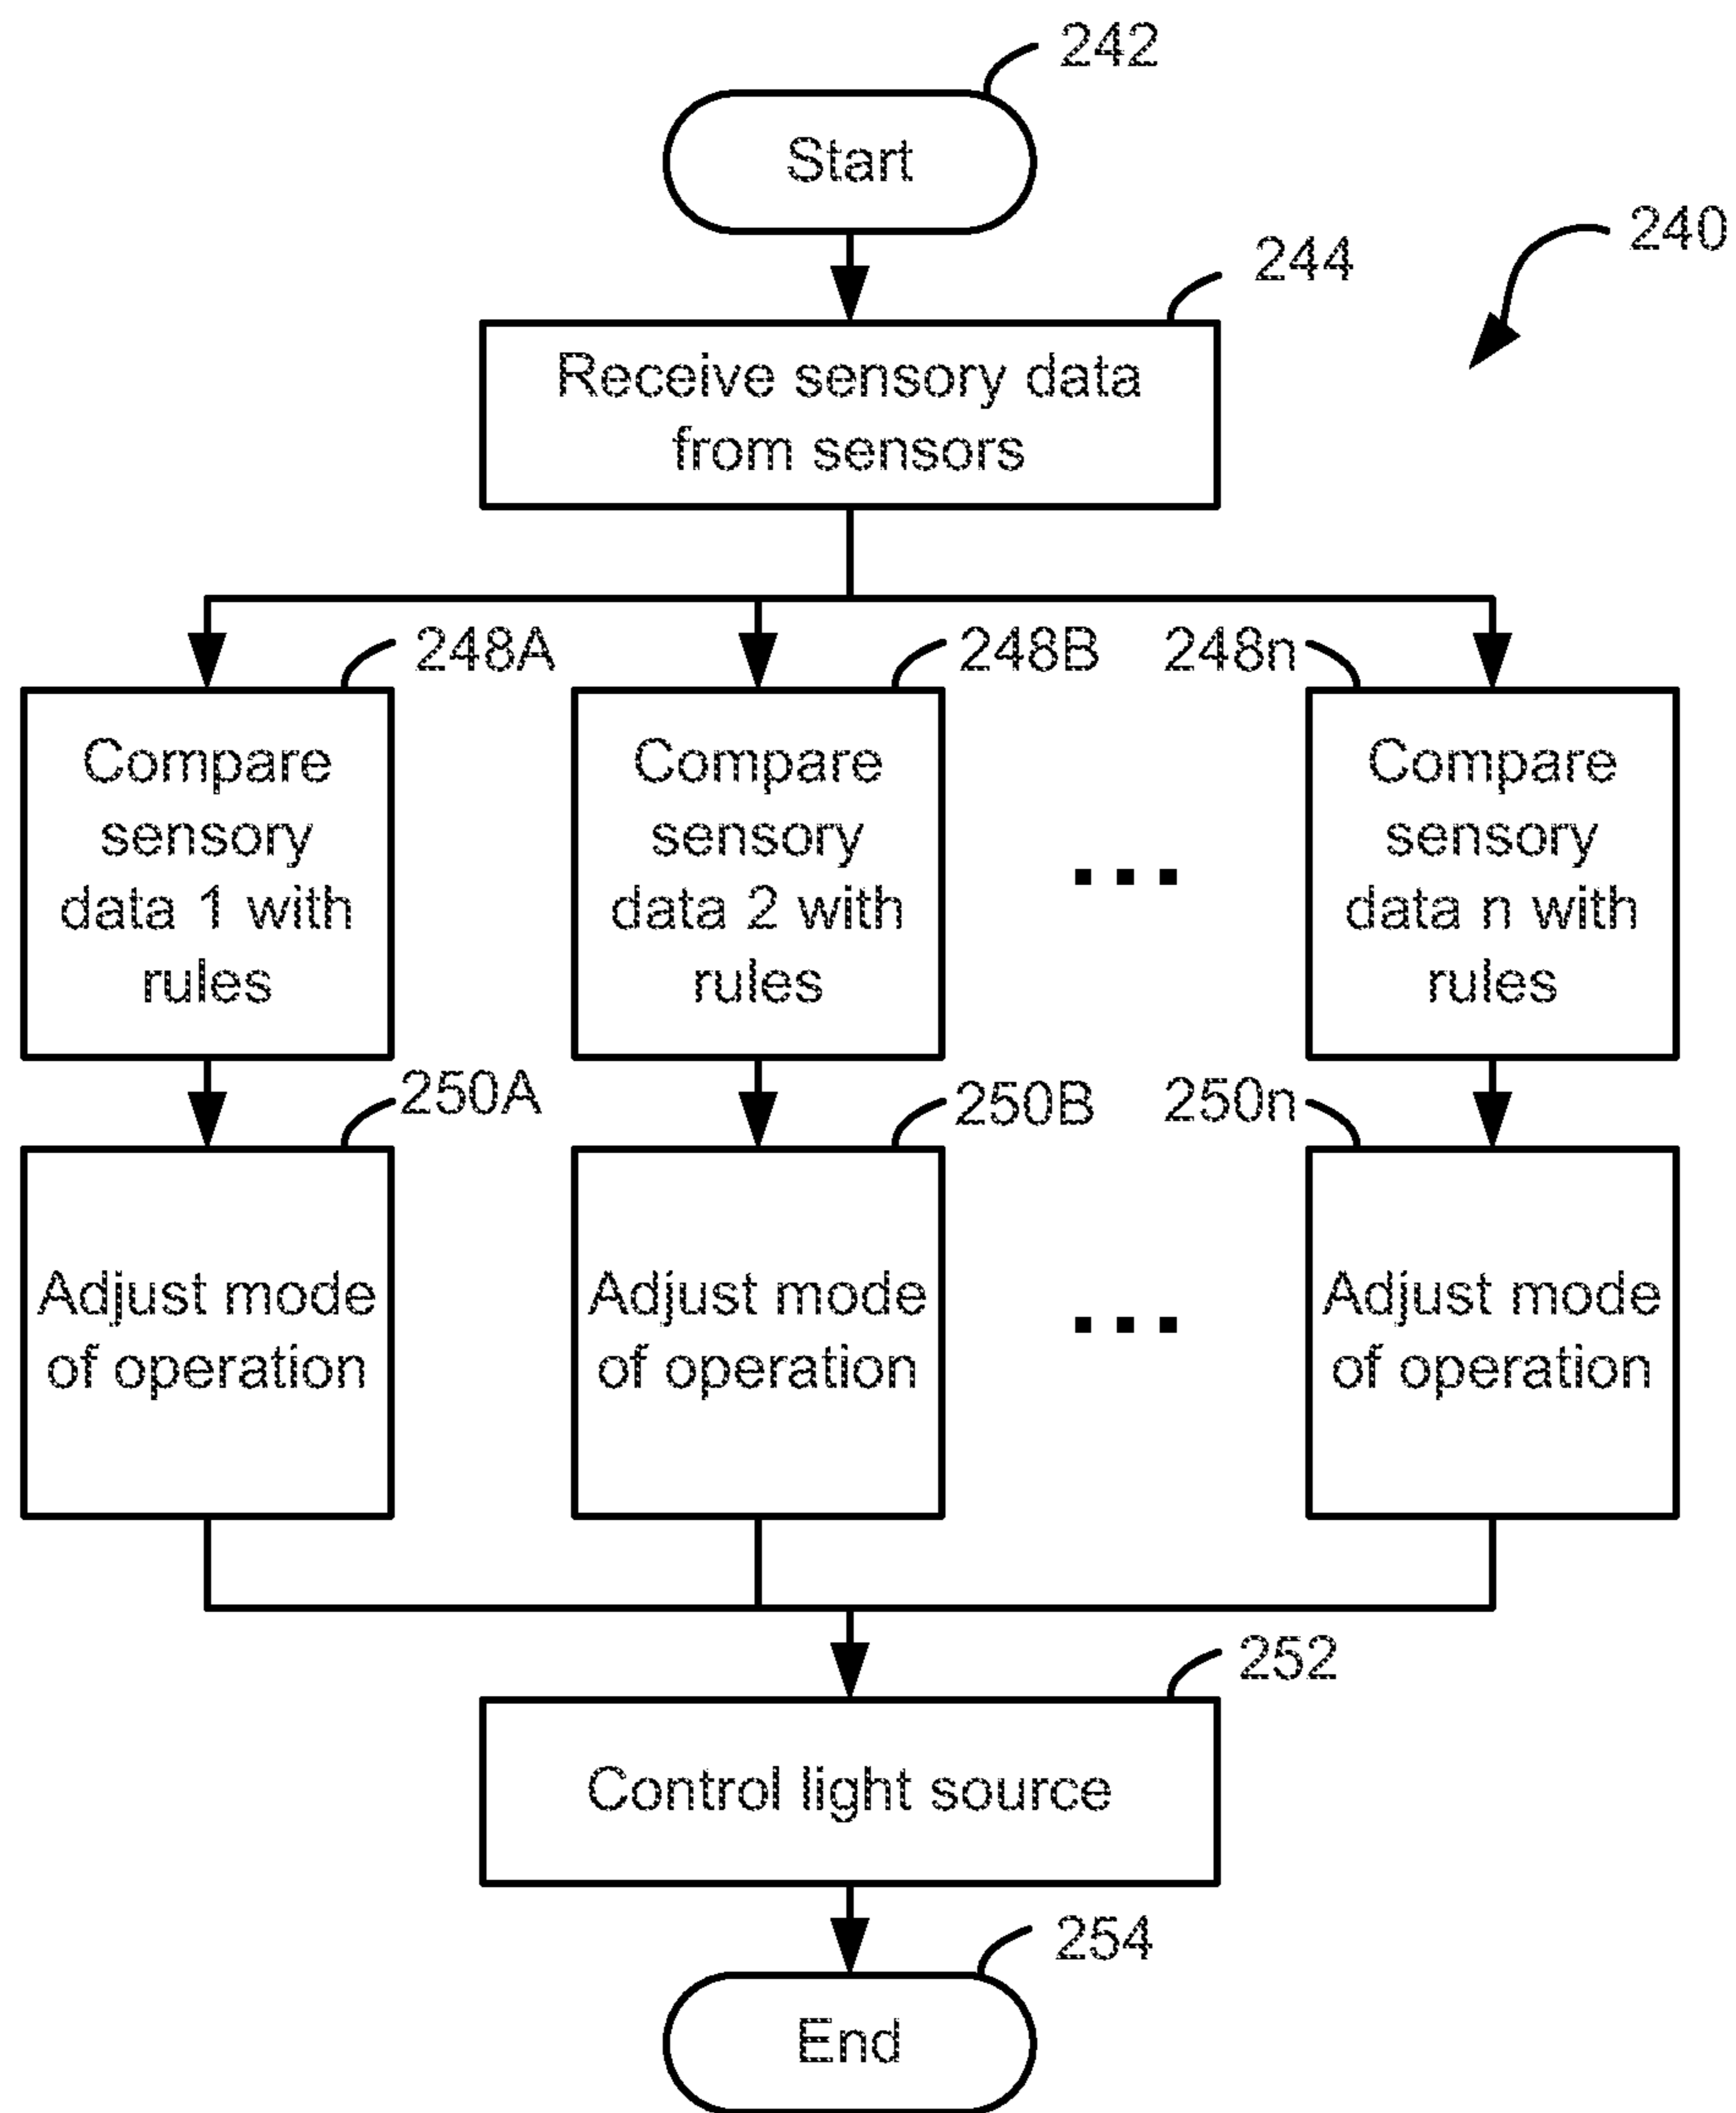 242
Start
240
244
Receive sensory data
from sensors
248A
248B
248n
Compare
sensory
data 1 with
rules
Compare
sensory
data 2 with
rules
...
Compare
sensory
data n with
rules
250A
250B
250n
Adjust mode
of operation
Adjust mode
of operation
...
Adjust mode
of operation
252
Control light source
254
End